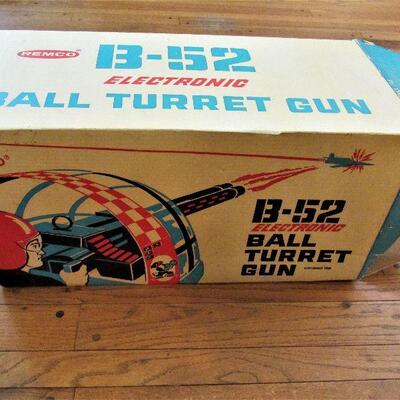 REMCO
B-52
ELECTRONIC
BALL TURRET GUN
B-52
ELECTRONIC
BALL
TURRET
GUN